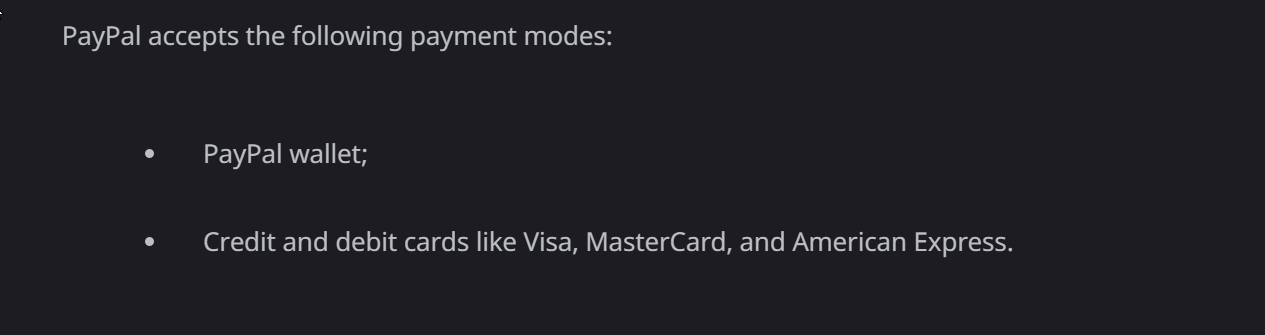 PayPal accepts the following payment modes:
• PayPal wallet;
• Credit and debit cards like Visa, MasterCard, and American Express.